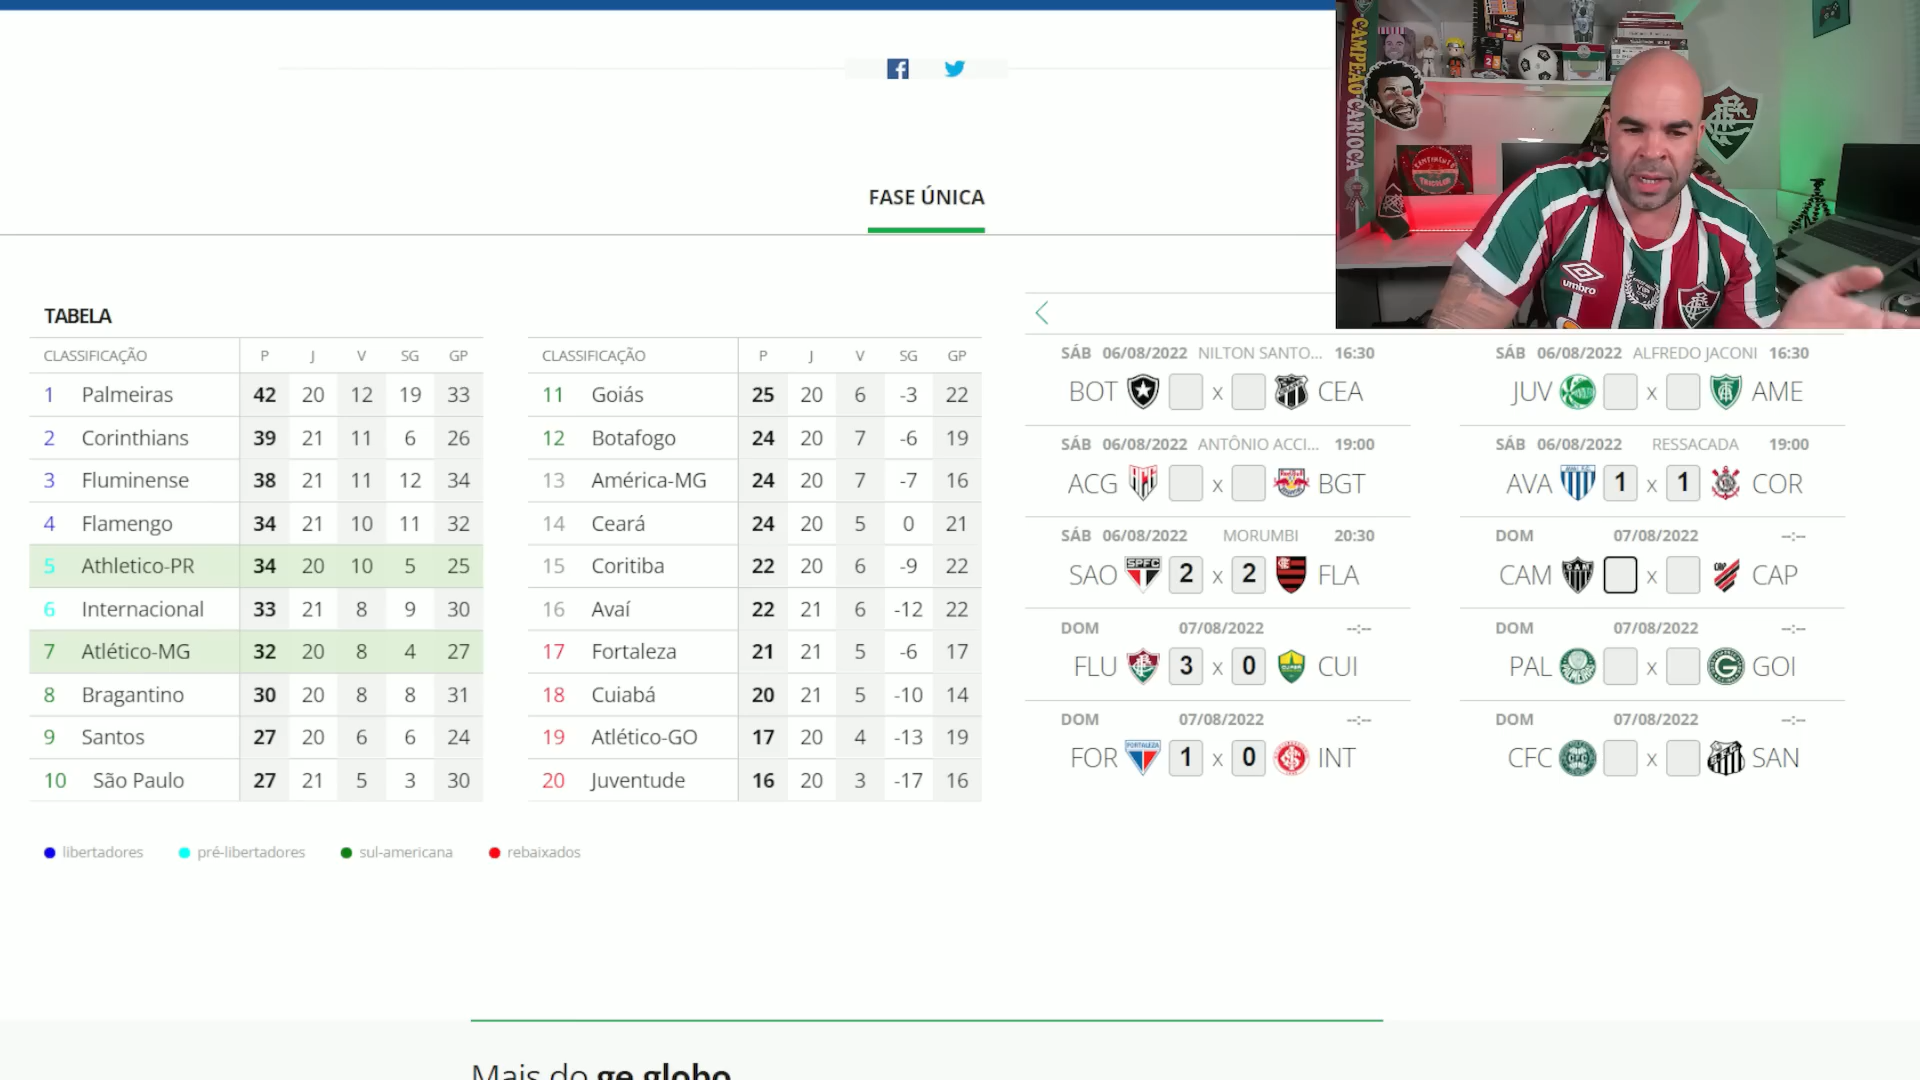 FASE ÚNICA
TABELA
CLASSIFICAÇÃO P J V SG GP
1 Palmeiras 42 20 12 19 33
2 Corinthians 39 21 11 6 26
3 Fluminense 38 21 11 12 34
4 Flamengo 34 21 10 11 32
5 Athletico-PR 34 20 10 5 25
6 Internacional 33 21 8 9 30
7 Atlético-MG 32 20 8 4 27
8 Bragantino 30 20 8 8 31
9 Santos 27 20 6 6 24
10 São Paulo 27 21 5 3 30
CLASSIFICAÇÃO P J V SG GP
11 Goiás 25 20 6 -3 22
12 Botafogo 24 20 7 -6 19
13 América-MG 24 20 7 -7 16
14 Ceará 24 20 5 0 21
15 Coritiba 22 20 6 -9 22
16 Avaí 22 21 6 -12 22
17 Fortaleza 21 21 5 -6 17
18 Cuiabá 20 21 5 -10 14
19 Atlético-GO 17 20 4 -13 19
20 Juventude 16 20 3 -17 16
libertadores pré-libertadores sul-americana rebaixados
SÁB 06/08/2022 NILTON SANTO... 16:30
BOT x CEA
SÁB 06/08/2022 ANTÔNIO ACCI... 19:00
ACG x BGT
SÁB 06/08/2022 MORUMBI 20:30
SAO 2 x 2 FLA
DOM 07/08/2022 --:--
FLU 3 x 0 CUI
DOM 07/08/2022 --:--
FOR 1 x 0 INT
SÁB 06/08/2022 ALFREDO JACONI 16:30
JUV x AME
SÁB 06/08/2022 RESSACADA 19:00
AVA 1 x 1 COR
DOM 07/08/2022 --:--
CAM x CAP
DOM 07/08/2022 --:--
PAL x GOI
DOM 07/08/2022 --:--
CFC x SAN
Mais do ge.globo
CAMPEÃO CARIOCA
SENTIMENTO
TRICOLOR
umbro
SPFC
CAM
FORTALEZA